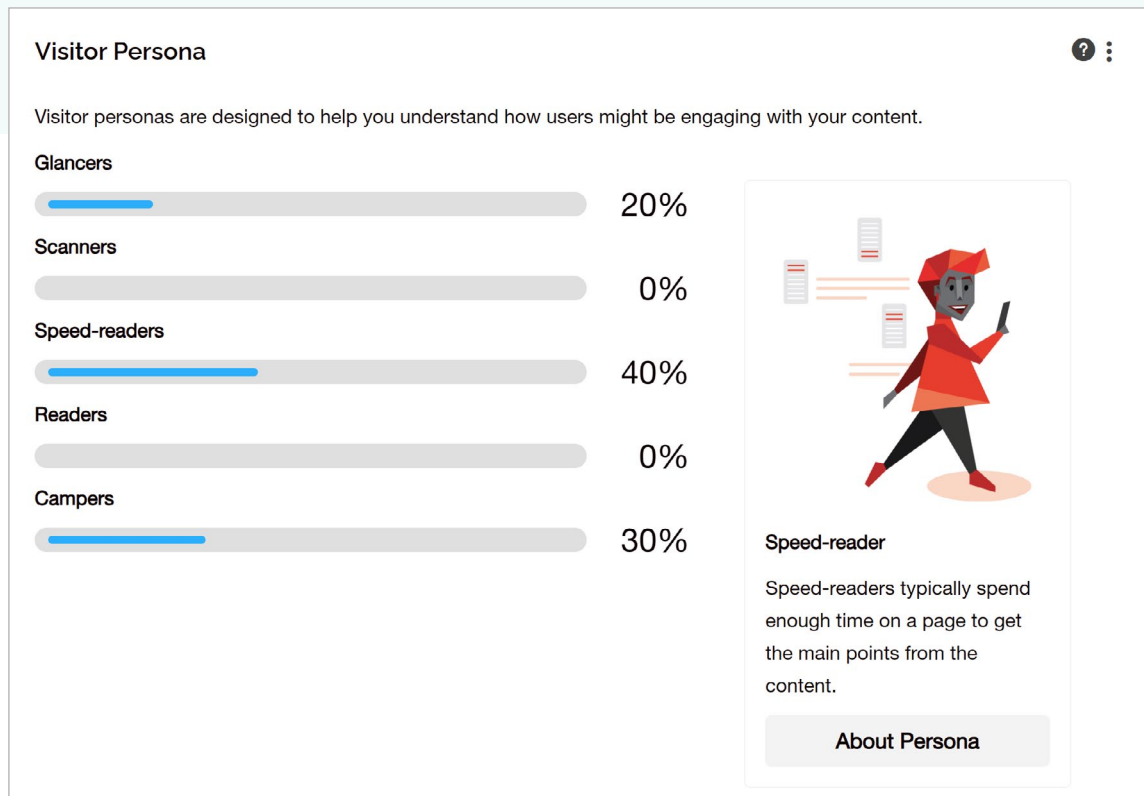 Visitor Persona
?
Visitor personas are designed to help you understand how users might be engaging with your content.
Glancers
20%
Scanners
0%
Speed-readers
40%
Readers
0%
Campers
30%
Speed-reader
Speed-readers typically spend
enough time on a page to get
the main points from the
content.
About Persona